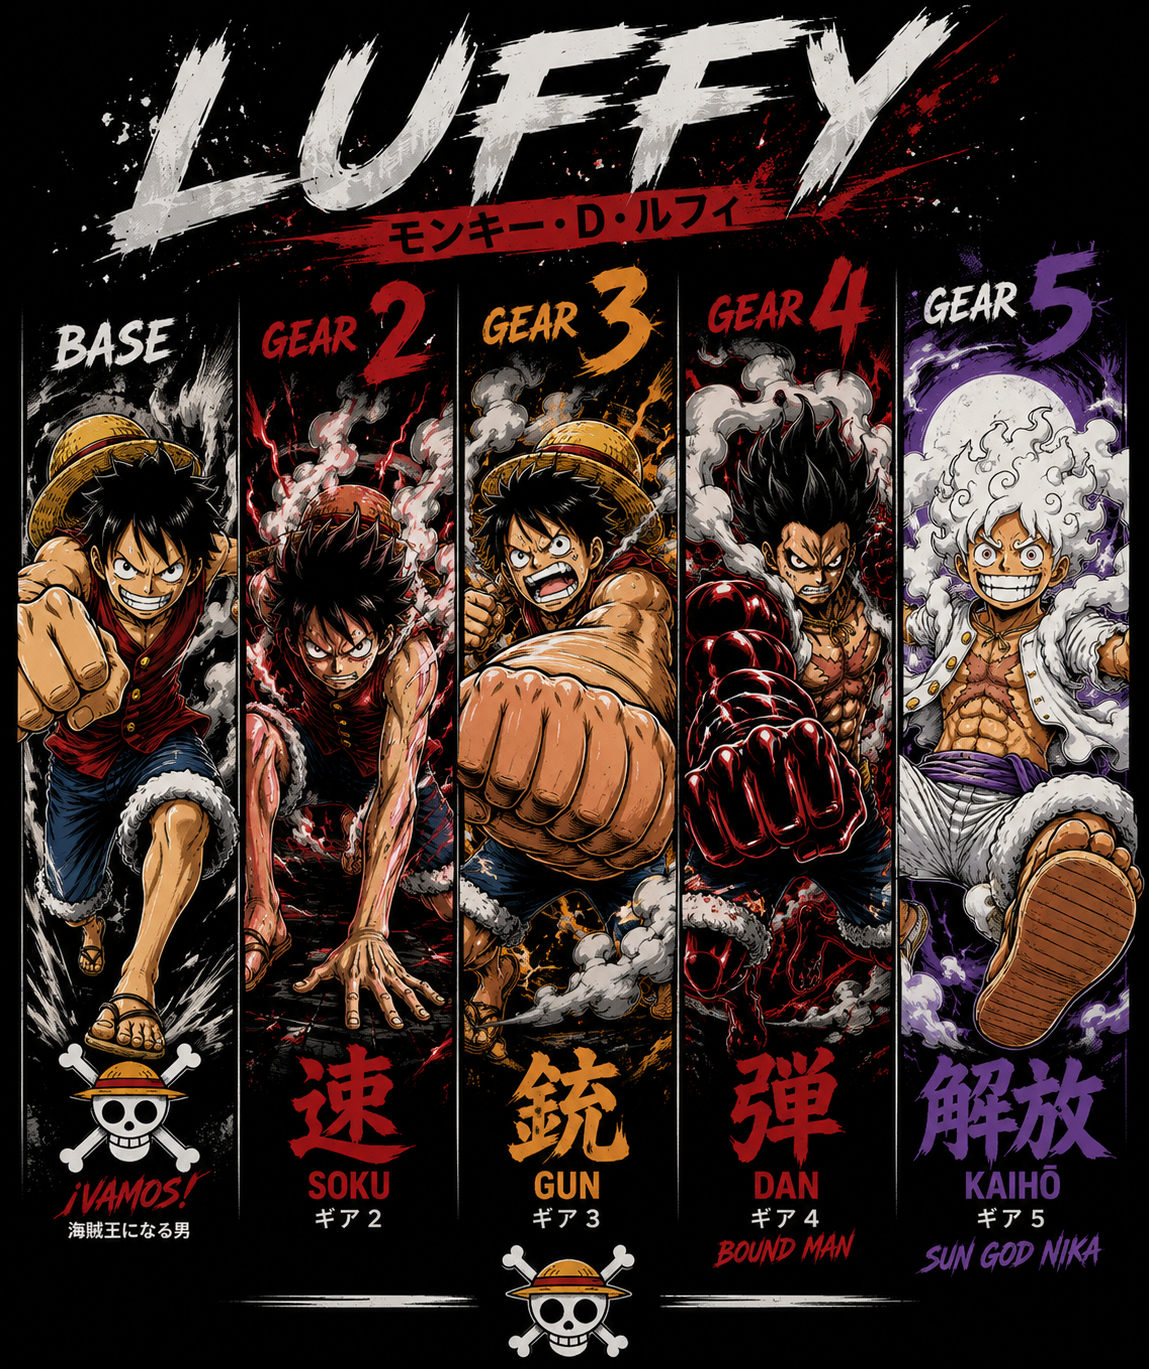 LUFFY
モンキー・D・ルフィ
BASE
GEAR 2
GEAR 3
GEAR 4
GEAR 5
¡VAMOS!
海賊王になる男
速
SOKU
ギア 2
銃
GUN
ギア 3
弾
DAN
ギア 4
BOUND MAN
解放
KAIHŌ
ギア 5
SUN GOD NIKA